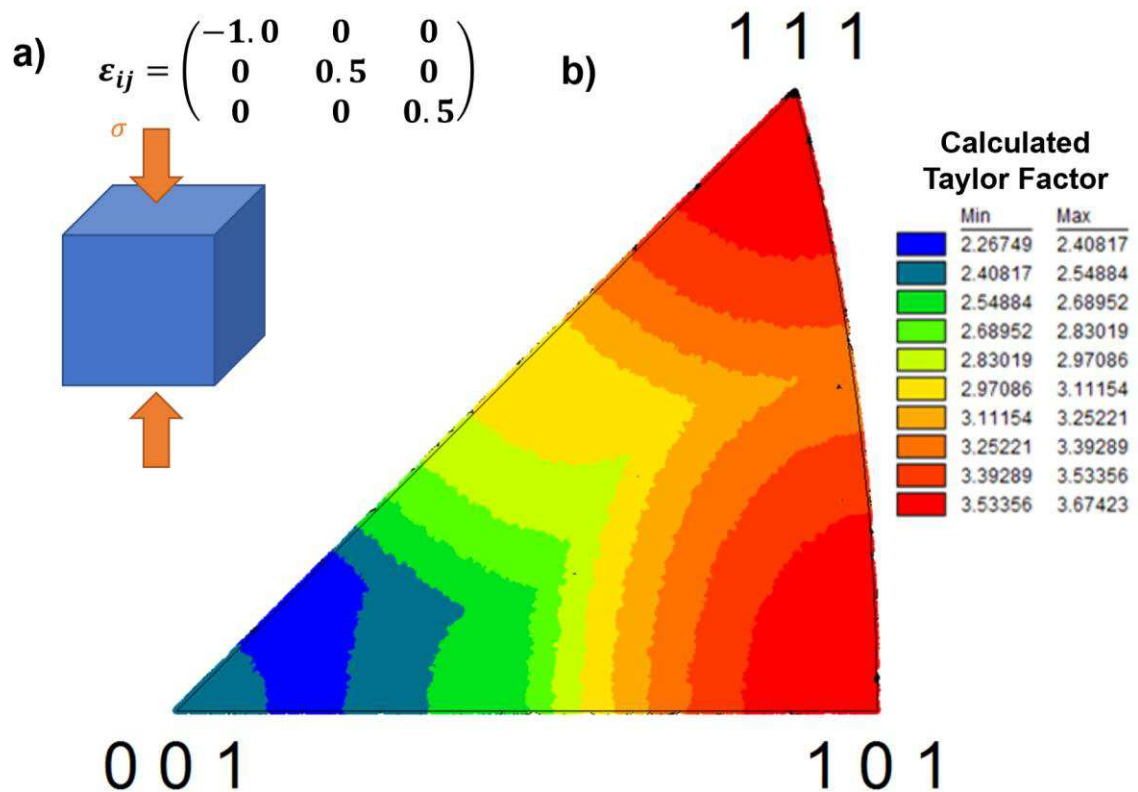 a)
εij = (−1.0 0 0
0 0.5 0
0 0 0.5)
σ
b)
1 1 1
0 0 1
1 0 1
Calculated
Taylor Factor
Min Max
2.26749 2.40817
2.40817 2.54884
2.54884 2.68952
2.68952 2.83019
2.83019 2.97086
2.97086 3.11154
3.11154 3.25221
3.25221 3.39289
3.39289 3.53356
3.53356 3.67423